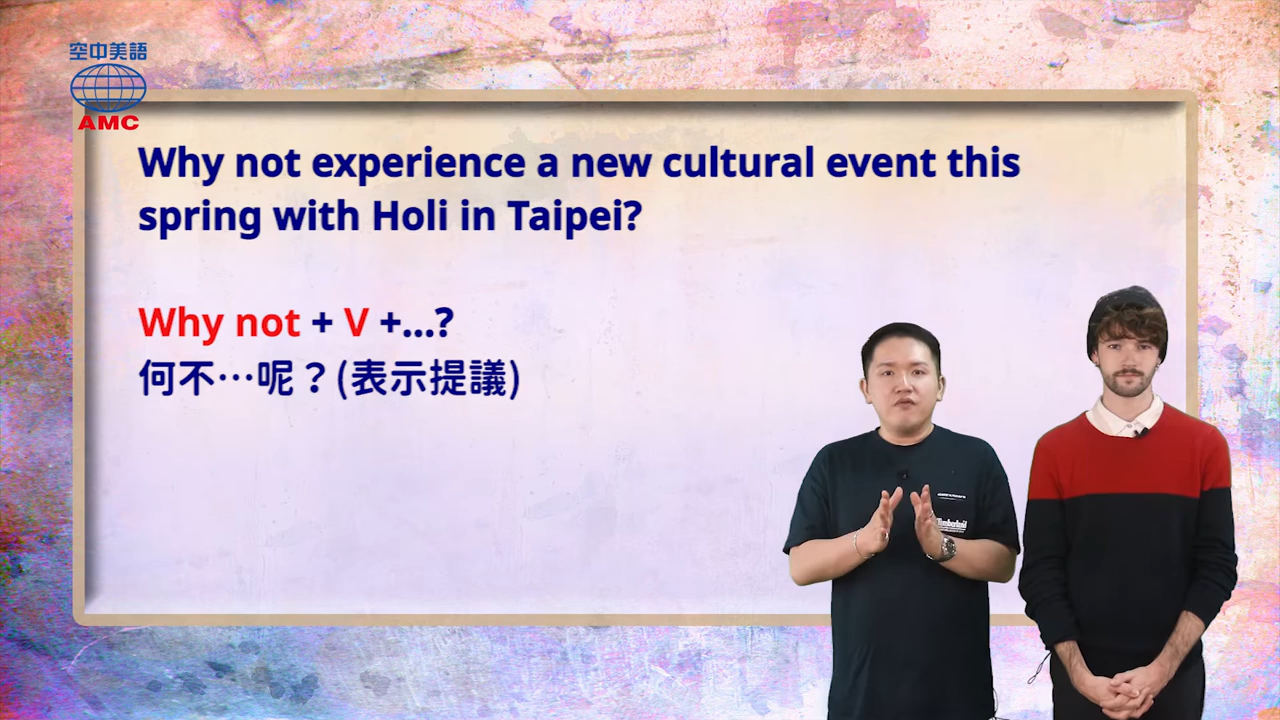 空中美語
AMC
Why not experience a new cultural event this
spring with Holi in Taipei?
Why not + V +...?
何不…呢？(表示提議)
Timberland